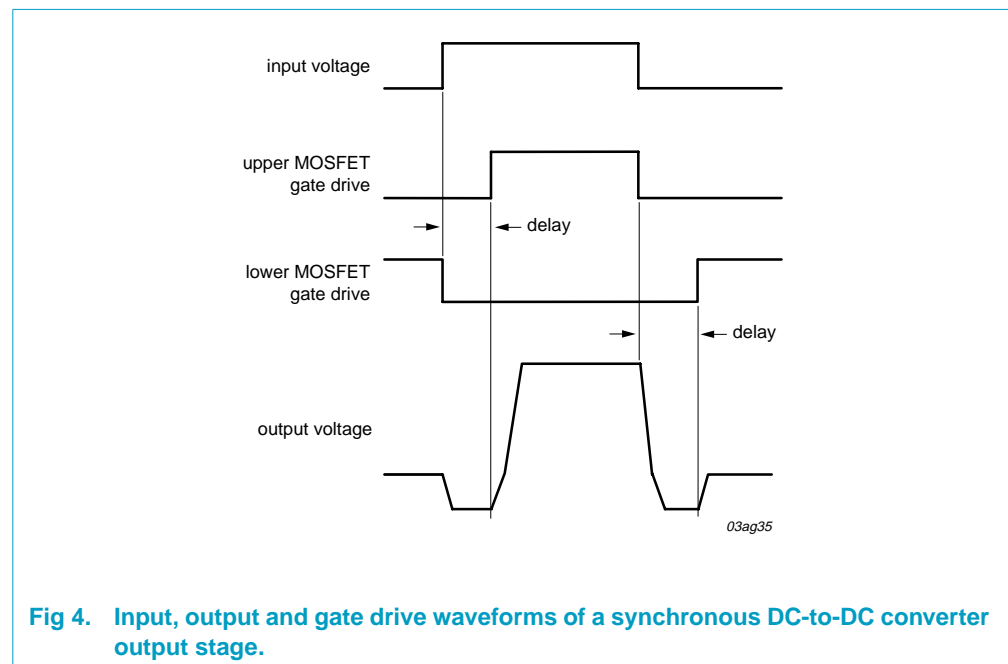 input voltage
upper MOSFET
gate drive
delay
lower MOSFET
gate drive
delay
output voltage
03ag35
Fig 4. Input, output and gate drive waveforms of a synchronous DC-to-DC converter
output stage.